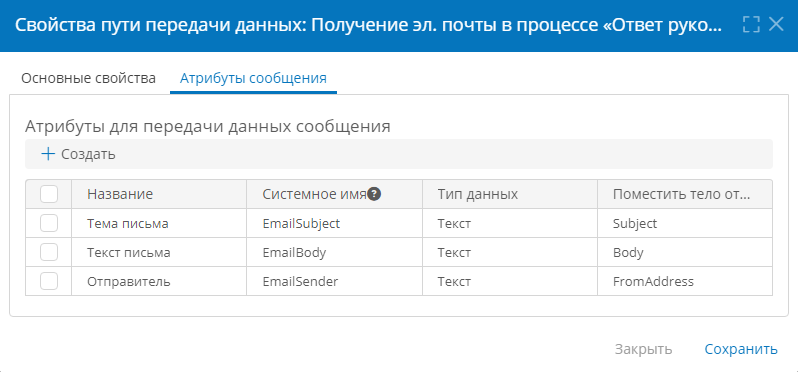 Свойства пути передачи данных: Получение эл. почты в процессе «Ответ руко...
Основные свойства Атрибуты сообщения
Атрибуты для передачи данных сообщения
+ Создать
Название Системное имя? Тип данных Поместить тело от...
Тема письма EmailSubject Текст Subject
Текст письма EmailBody Текст Body
Отправитель EmailSender Текст FromAddress
Закрыть Сохранить